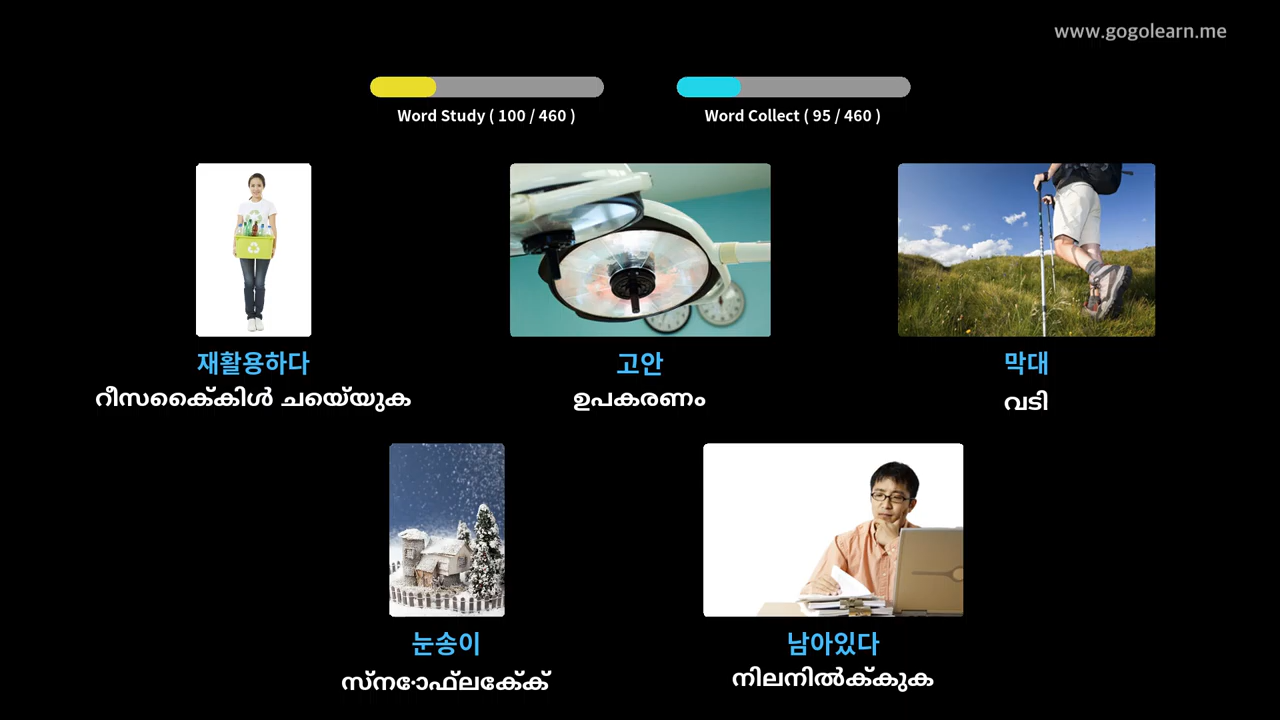 www.gogolearn.me
Word Study ( 100 / 460 )
Word Collect ( 95 / 460 )
재활용하다
고안
막대
റീസൈക്കിൾ ചെയ്യുക
ഉപകരണം
വടി
눈송이
남아있다
സ്നോഫ്ലേക്ക്
നിലനിൽക്കുക